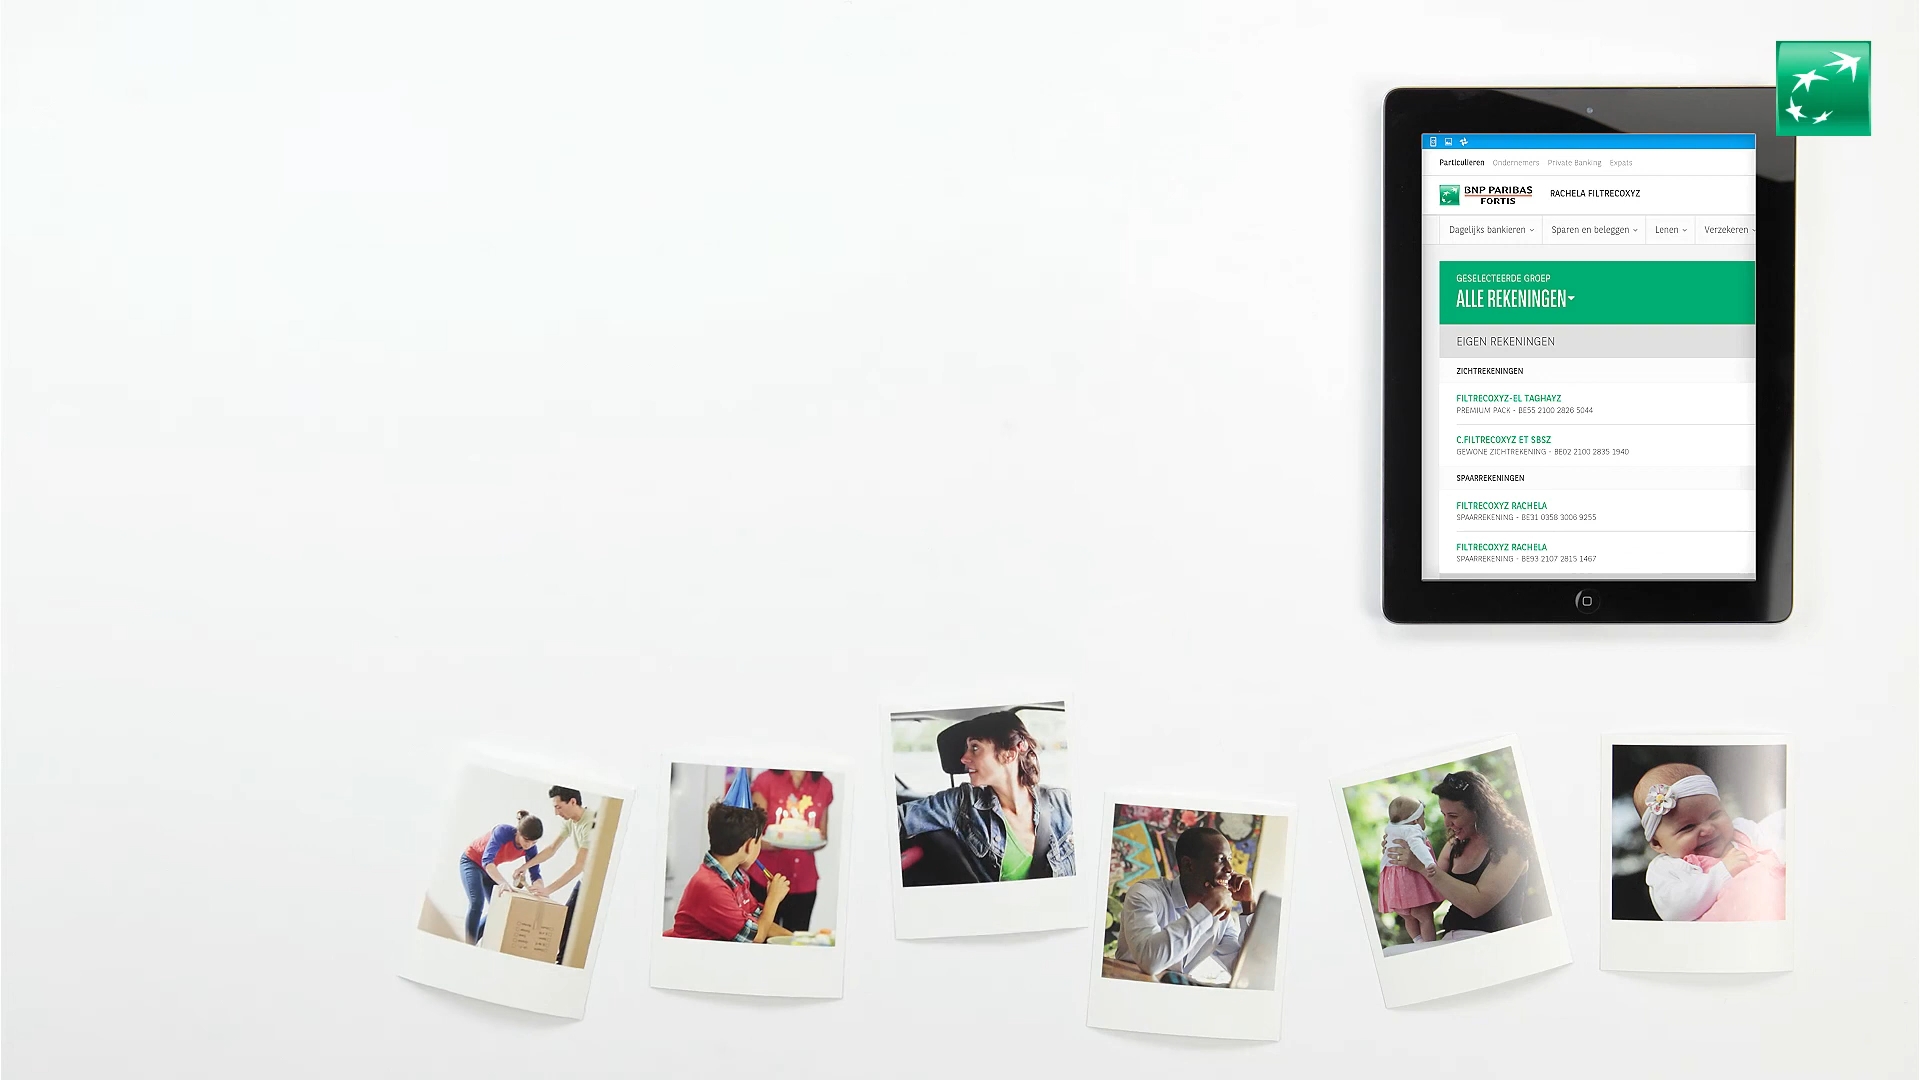 Particulieren Ondernemers Private Banking Expats
BNP PARIBAS
FORTIS
RACHELA FILTRECOXYZ
Dagelijks bankieren Sparen en beleggen Lenen Verzekeren
GESELECTEERDE GROEP
ALLE REKENINGEN
EIGEN REKENINGEN
ZICHTREKENINGEN
FILTRECOXYZ-EL TAGHAYZ
PREMIUM PACK - BE55 2100 2826 5044
C.FILTRECOXYZ ET SBSZ
GEWONE ZICHTREKENING - BE02 2100 2835 1940
SPAARREKENINGEN
FILTRECOXYZ RACHELA
SPAARREKENING - BE31 0358 3006 9255
FILTRECOXYZ RACHELA
SPAARREKENING - BE93 2107 2815 1467